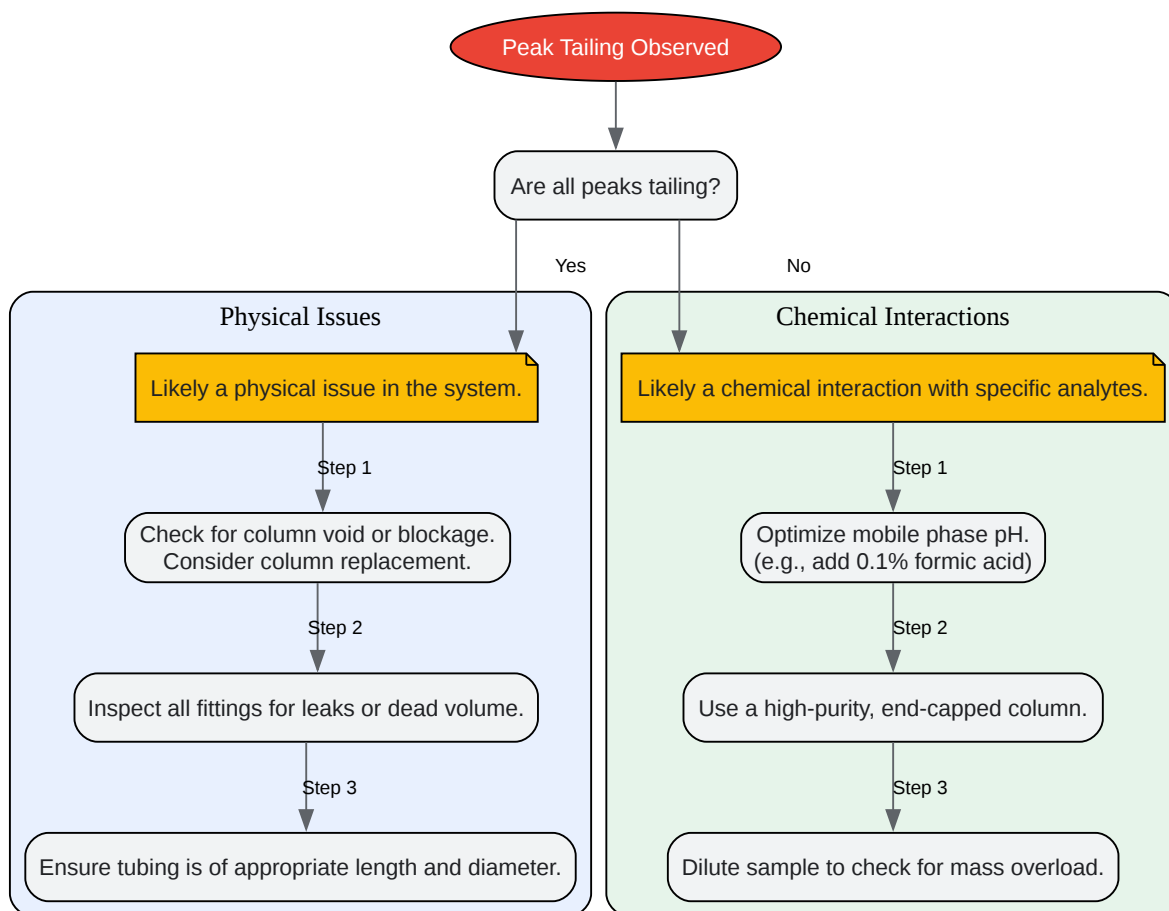 Peak Tailing Observed
Are all peaks tailing?
Yes
No
Physical Issues
Likely a physical issue in the system.
Step 1
Check for column void or blockage.
Consider column replacement.
Step 2
Inspect all fittings for leaks or dead volume.
Step 3
Ensure tubing is of appropriate length and diameter.
Chemical Interactions
Likely a chemical interaction with specific analytes.
Step 1
Optimize mobile phase pH.
(e.g., add 0.1% formic acid)
Step 2
Use a high-purity, end-capped column.
Step 3
Dilute sample to check for mass overload.